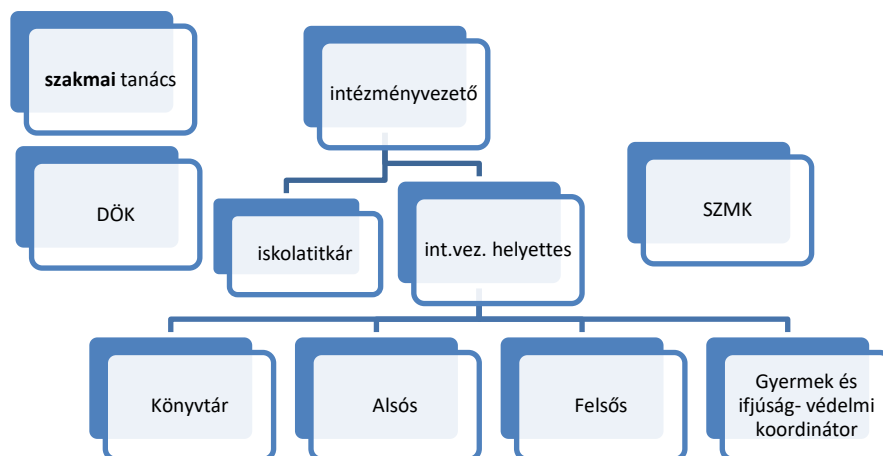 szakmai tanács
intézményvezető
DÖK
SZMK
iskolatitkár
int.vez. helyettes
Könyvtár
Alsós
Felsős
Gyermek és
ifjúság- védelmi
koordinátor